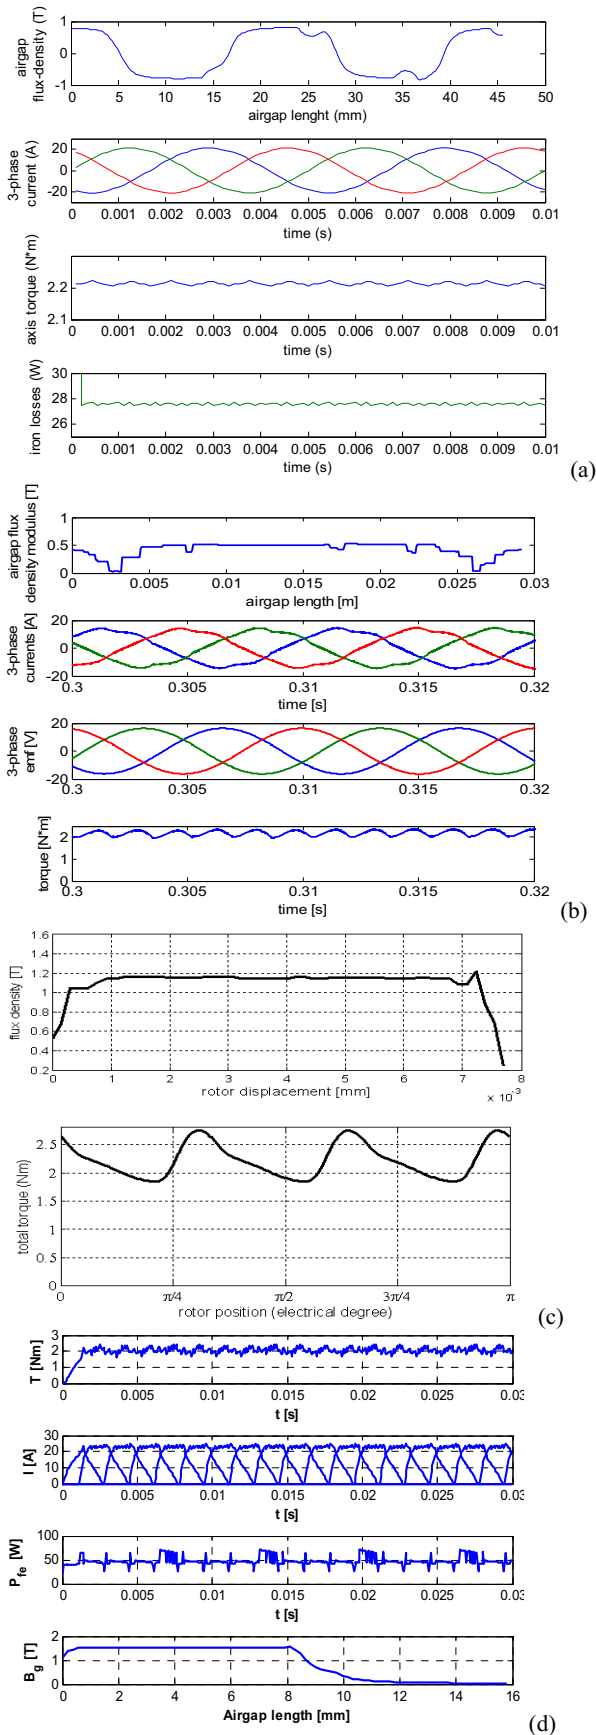 airgap
flux-density (T)
1
0
-1
0 5 10 15 20 25 30 35 40 45 50
airgap lenght (mm)
3-phase
current (A)
20
0
-20
0 0.001 0.002 0.003 0.004 0.005 0.006 0.007 0.008 0.009 0.01
time (s)
axis torque (N*m)
2.2
2.1
0 0.001 0.002 0.003 0.004 0.005 0.006 0.007 0.008 0.009 0.01
time (s)
iron losses (W)
30
28
26
0 0.001 0.002 0.003 0.004 0.005 0.006 0.007 0.008 0.009 0.01
time (s)
(a)
airgap flux
density modulus [T]
1
0.5
0
0 0.005 0.01 0.015 0.02 0.025 0.03
airgap length [m]
3-phase
currents [A]
20
0
-20
0.3 0.305 0.31 0.315 0.32
time [s]
3-phase
emf [V]
20
0
-20
0.3 0.305 0.31 0.315 0.32
torque [N*m]
2
1
0
0.3 0.305 0.31 0.315 0.32
time [s]
(b)
flux density [T]
1.6
1.4
1.2
1
0.8
0.6
0.4
0.2
0 1 2 3 4 5 6 7 8
rotor displacement [mm]
× 10⁻³
total torque (Nm)
2.5
2
1.5
1
0.5
0
0 π/4 π/2 3π/4 π
rotor position (electrical degree)
(c)
T [Nm]
3
2
1
0
0 0.005 0.01 0.015 0.02 0.025 0.03
t [s]
I [A]
30
20
10
0
0 0.005 0.01 0.015 0.02 0.025 0.03
t [s]
P_fe [W]
100
50
0
0 0.005 0.01 0.015 0.02 0.025 0.03
t [s]
B_g [T]
2
1
0
0 2 4 6 8 10 12 14 16
Airgap length [mm]
(d)